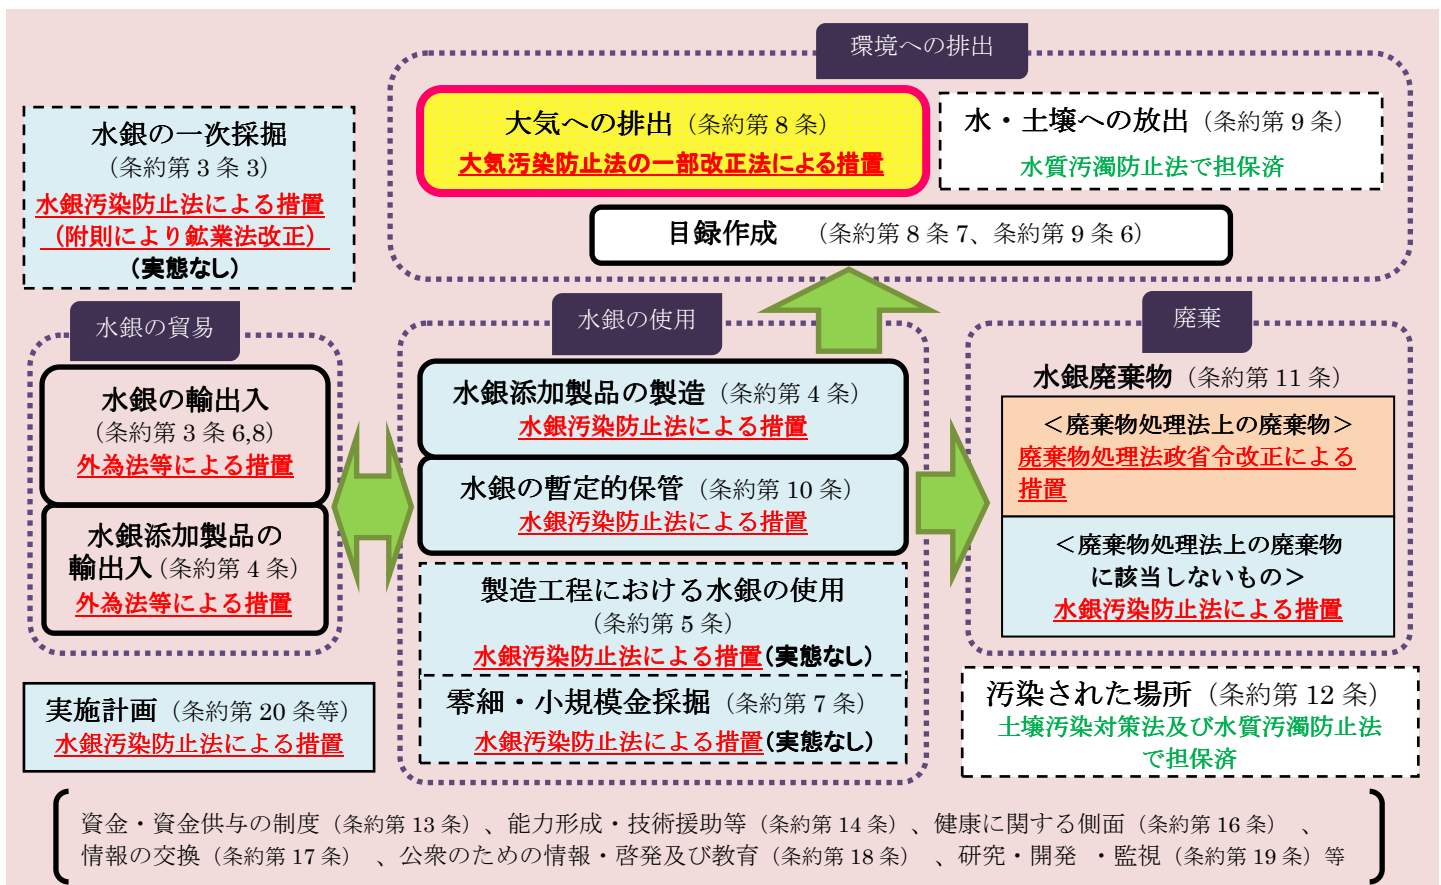 環境への排出
大気への排出（条約第 8 条）
大気汚染防止法の一部改正法による措置
水・土壌への放出（条約第 9 条）
水質汚濁防止法で担保済
目録作成　（条約第 8 条 7、条約第 9 条 6）
水銀の一次採掘
（条約第 3 条 3）
水銀汚染防止法による措置
（附則により鉱業法改正）
（実態なし）
水銀の貿易
水銀の輸出入
（条約第 3 条 6,8）
外為法等による措置
水銀添加製品の
輸出入（条約第 4 条）
外為法等による措置
水銀の使用
水銀添加製品の製造（条約第 4 条）
水銀汚染防止法による措置
水銀の暫定的保管（条約第 10 条）
水銀汚染防止法による措置
製造工程における水銀の使用
（条約第 5 条）
水銀汚染防止法による措置（実態なし）
零細・小規模金採掘（条約第 7 条）
水銀汚染防止法による措置（実態なし）
廃棄
水銀廃棄物（条約第 11 条）
＜廃棄物処理法上の廃棄物＞
廃棄物処理法政省令改正による
措置
＜廃棄物処理法上の廃棄物
に該当しないもの＞
水銀汚染防止法による措置
実施計画（条約第 20 条等）
水銀汚染防止法による措置
汚染された場所（条約第 12 条）
土壌汚染対策法及び水質汚濁防止法
で担保済
資金・資金供与の制度（条約第 13 条）、能力形成・技術援助等（条約第 14 条）、健康に関する側面（条約第 16 条）、
情報の交換（条約第 17 条）、公衆のための情報・啓発及び教育（条約第 18 条）、研究・開発・監視（条約第 19 条）等